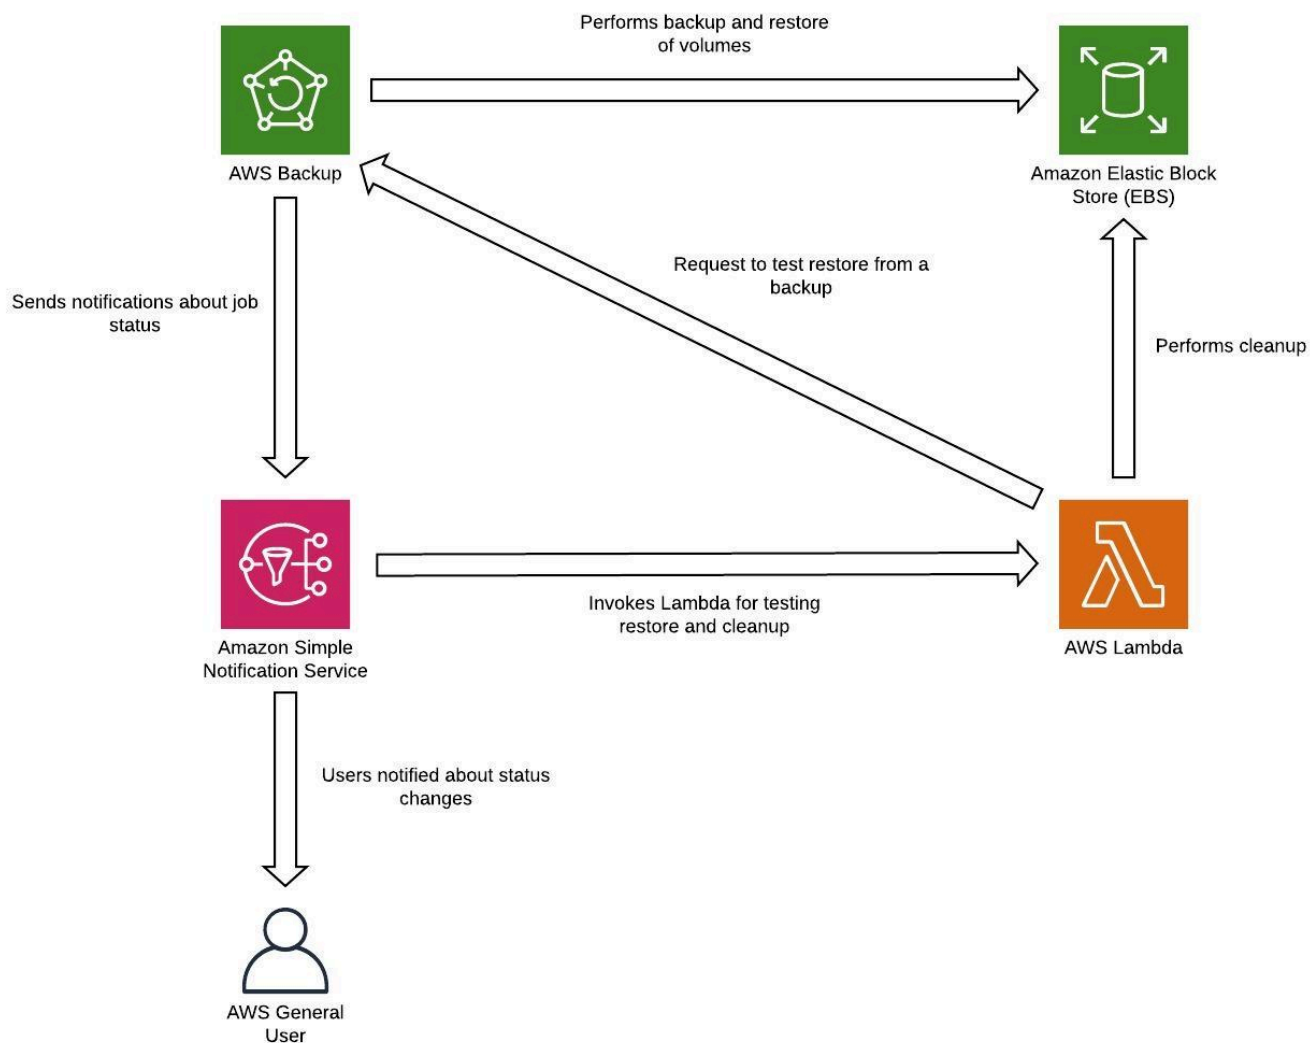 Performs backup and restore
of volumes
AWS Backup
Amazon Elastic Block
Store (EBS)
Request to test restore from a
backup
Sends notifications about job
status
Performs cleanup
Invokes Lambda for testing
restore and cleanup
Amazon Simple
Notification Service
AWS Lambda
Users notified about status
changes
AWS General
User